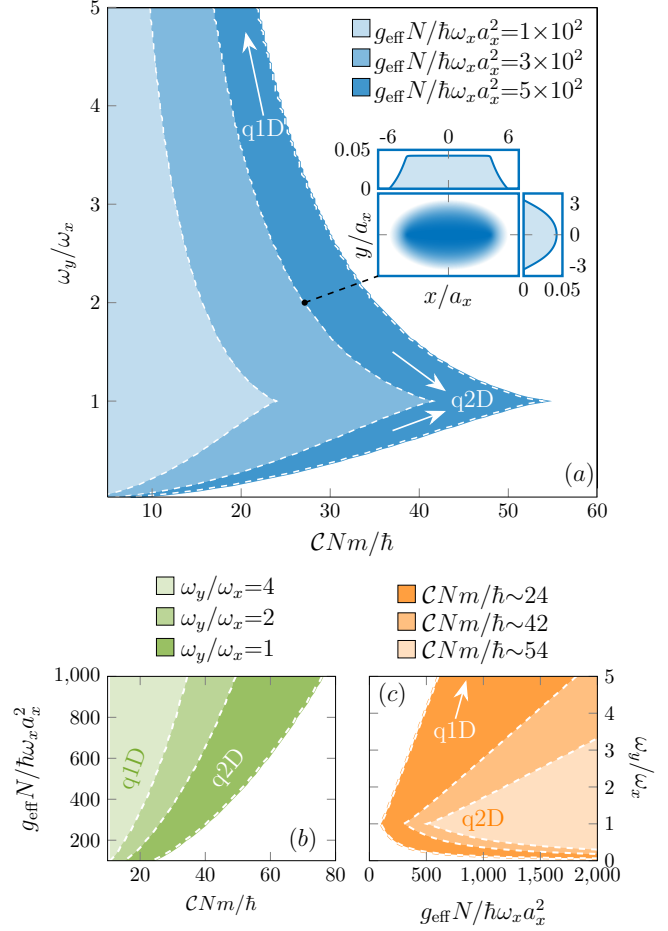 5
4
3
2
1
ω_y/ω_x
g_eff N/ħω_x a_x^2=1×10^2
g_eff N/ħω_x a_x^2=3×10^2
g_eff N/ħω_x a_x^2=5×10^2
q1D
-6 0 6
0.05
0
y/a_x
3
0
-3
x/a_x
0 0.05
q2D
(a)
10 20 30 40 50 60
𝒞Nm/ħ
ω_y/ω_x=4
ω_y/ω_x=2
ω_y/ω_x=1
1,000
800
600
400
200
g_eff N/ħω_x a_x^2
q1D
q2D
(b)
20 40 60 80
𝒞Nm/ħ
𝒞Nm/ħ∼24
𝒞Nm/ħ∼42
𝒞Nm/ħ∼54
(c)
q1D
q2D
5
4
3
2
1
0
ω_y/ω_x
0 500 1,000 1,500 2,000
g_eff N/ħω_x a_x^2